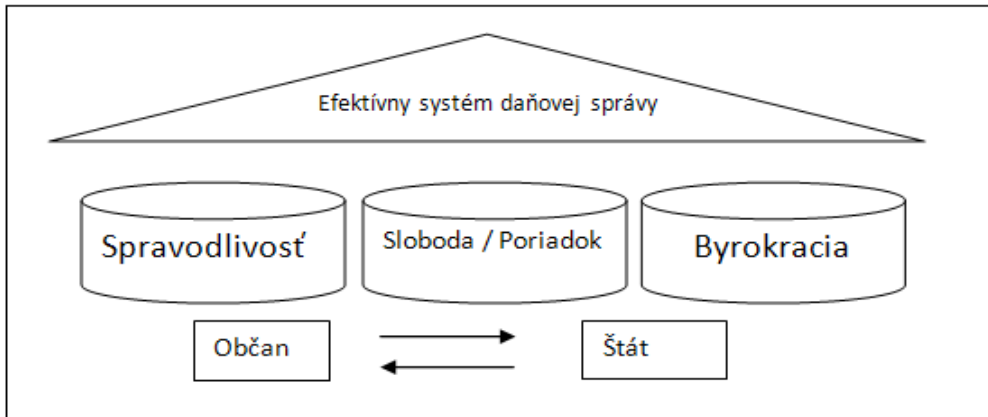 Efektívny systém daňovej správy
Spravodlivosť
Sloboda / Poriadok
Byrokracia
Občan
Štát